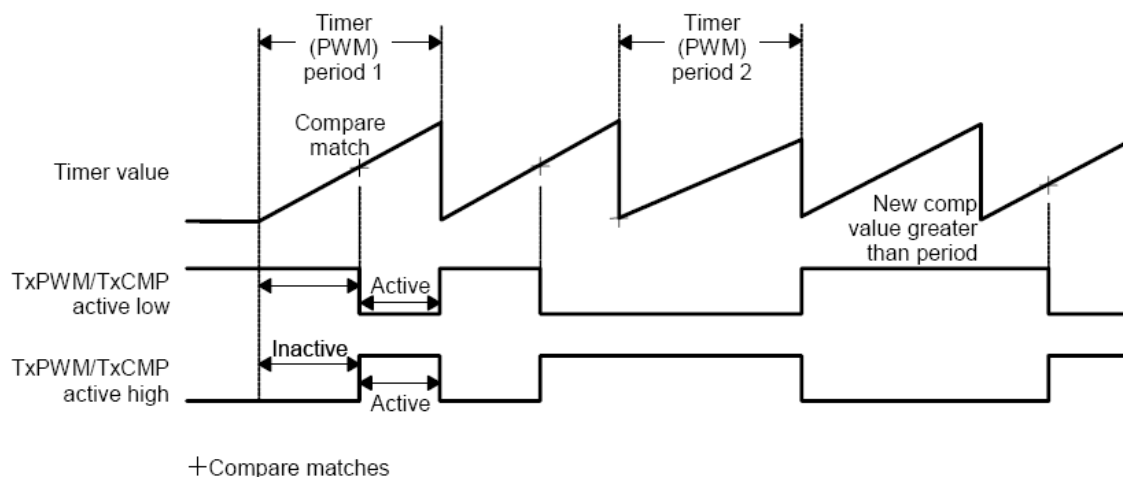 Timer
(PWM)
period 1
Timer
(PWM)
period 2
Compare
match
Timer value
New comp
value greater
than period
TxPWM/TxCMP
active low
Active
Inactive
TxPWM/TxCMP
active high
Active
+Compare matches